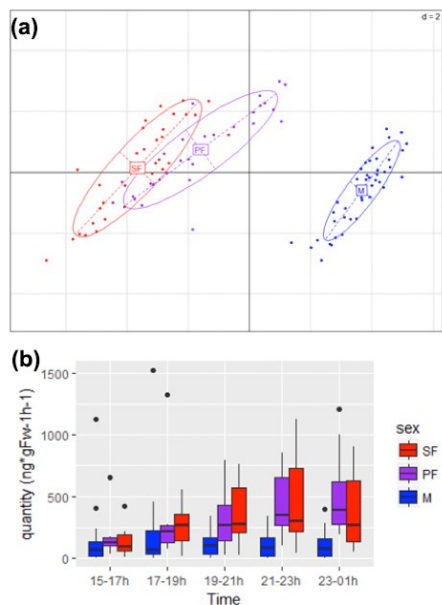 (a)
d = 2
SF
PF
M
(b)
quantity (ng*gFw-1h-1)
1500
1000
500
0
15-17h
17-19h
19-21h
21-23h
23-01h
Time
sex
SF
PF
M